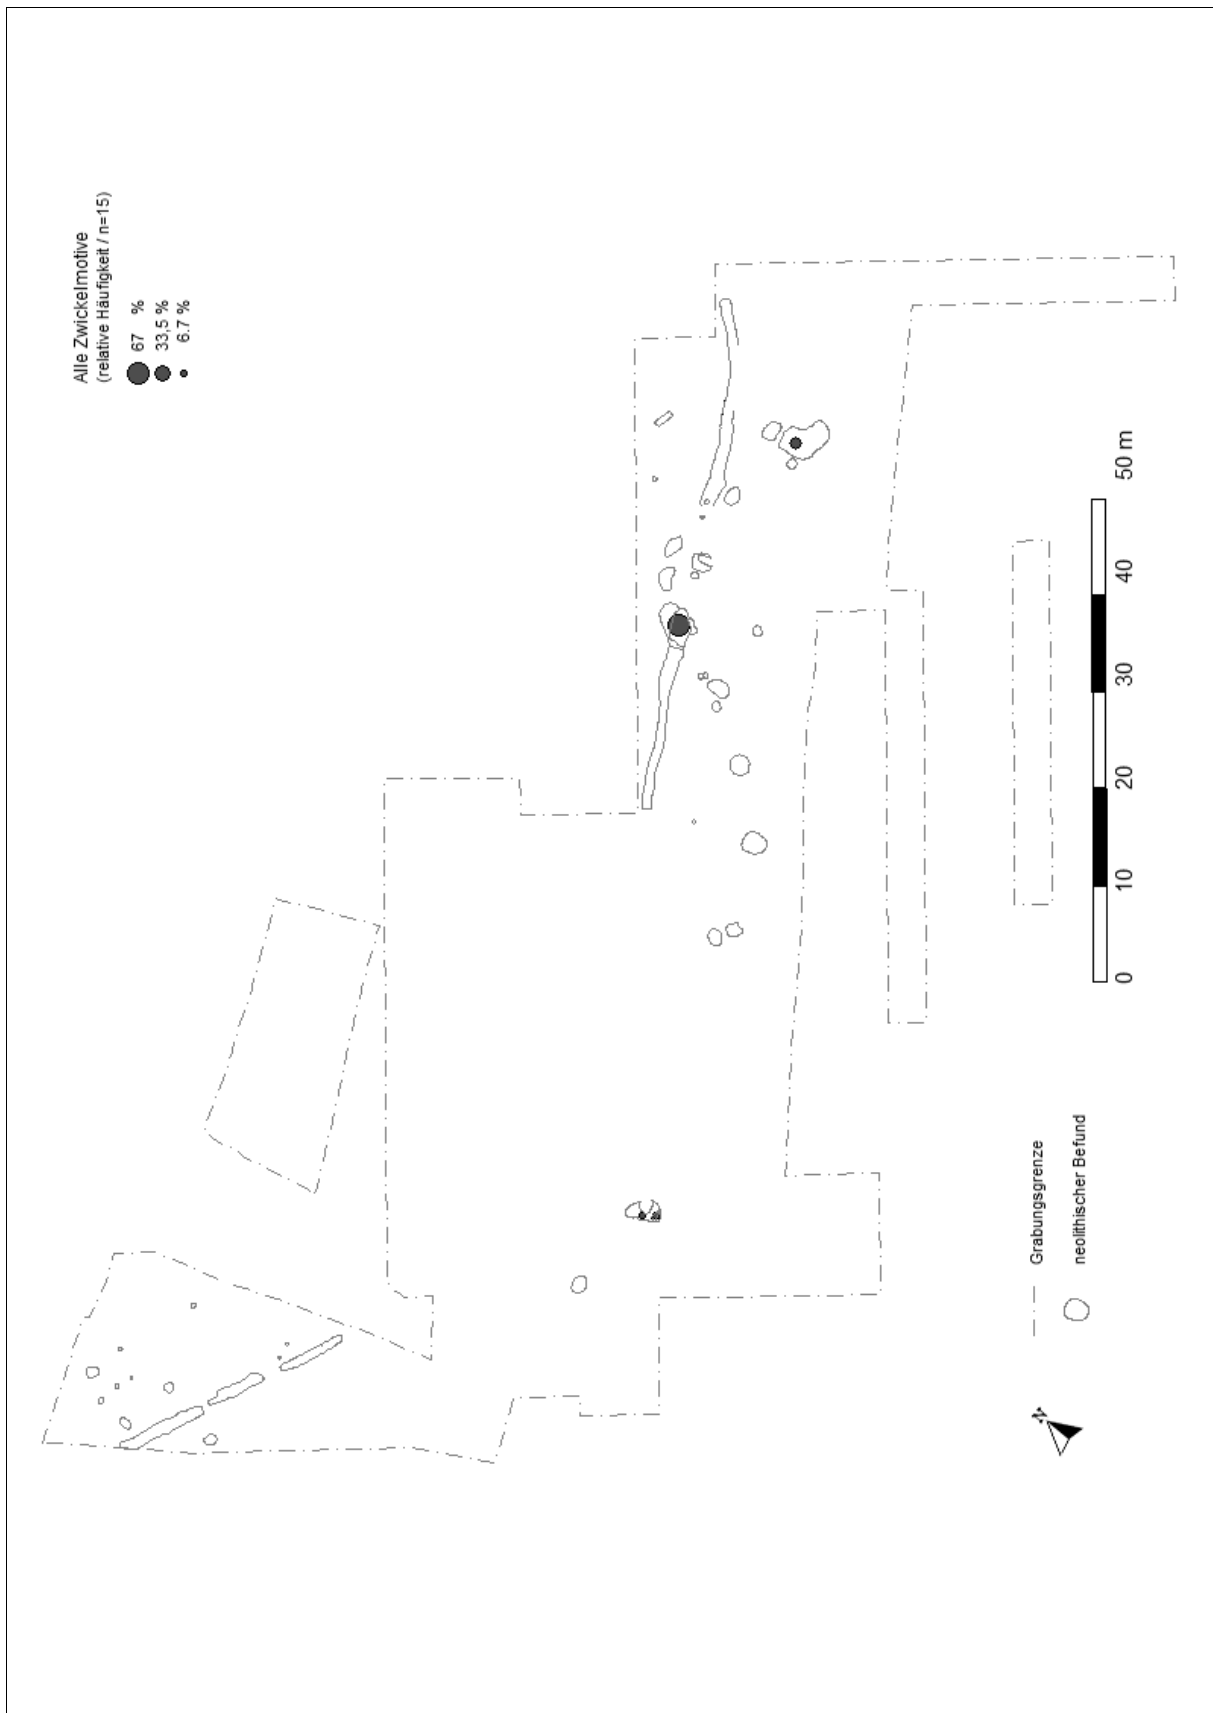 Alle Zwickelmotive
(relative Häufigkeit / n=15)
67 %
33,5 %
6.7 %
0 10 20 30 40 50 m
Grabungsgrenze
neolithischer Befund
N